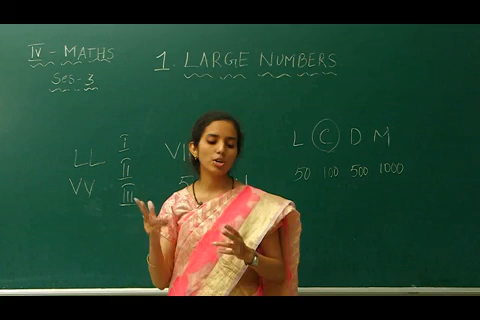 IV - MATHS
Ses - 3
1. LARGE NUMBERS
LL I
II
VV III
L C D M
50 100 500 1000